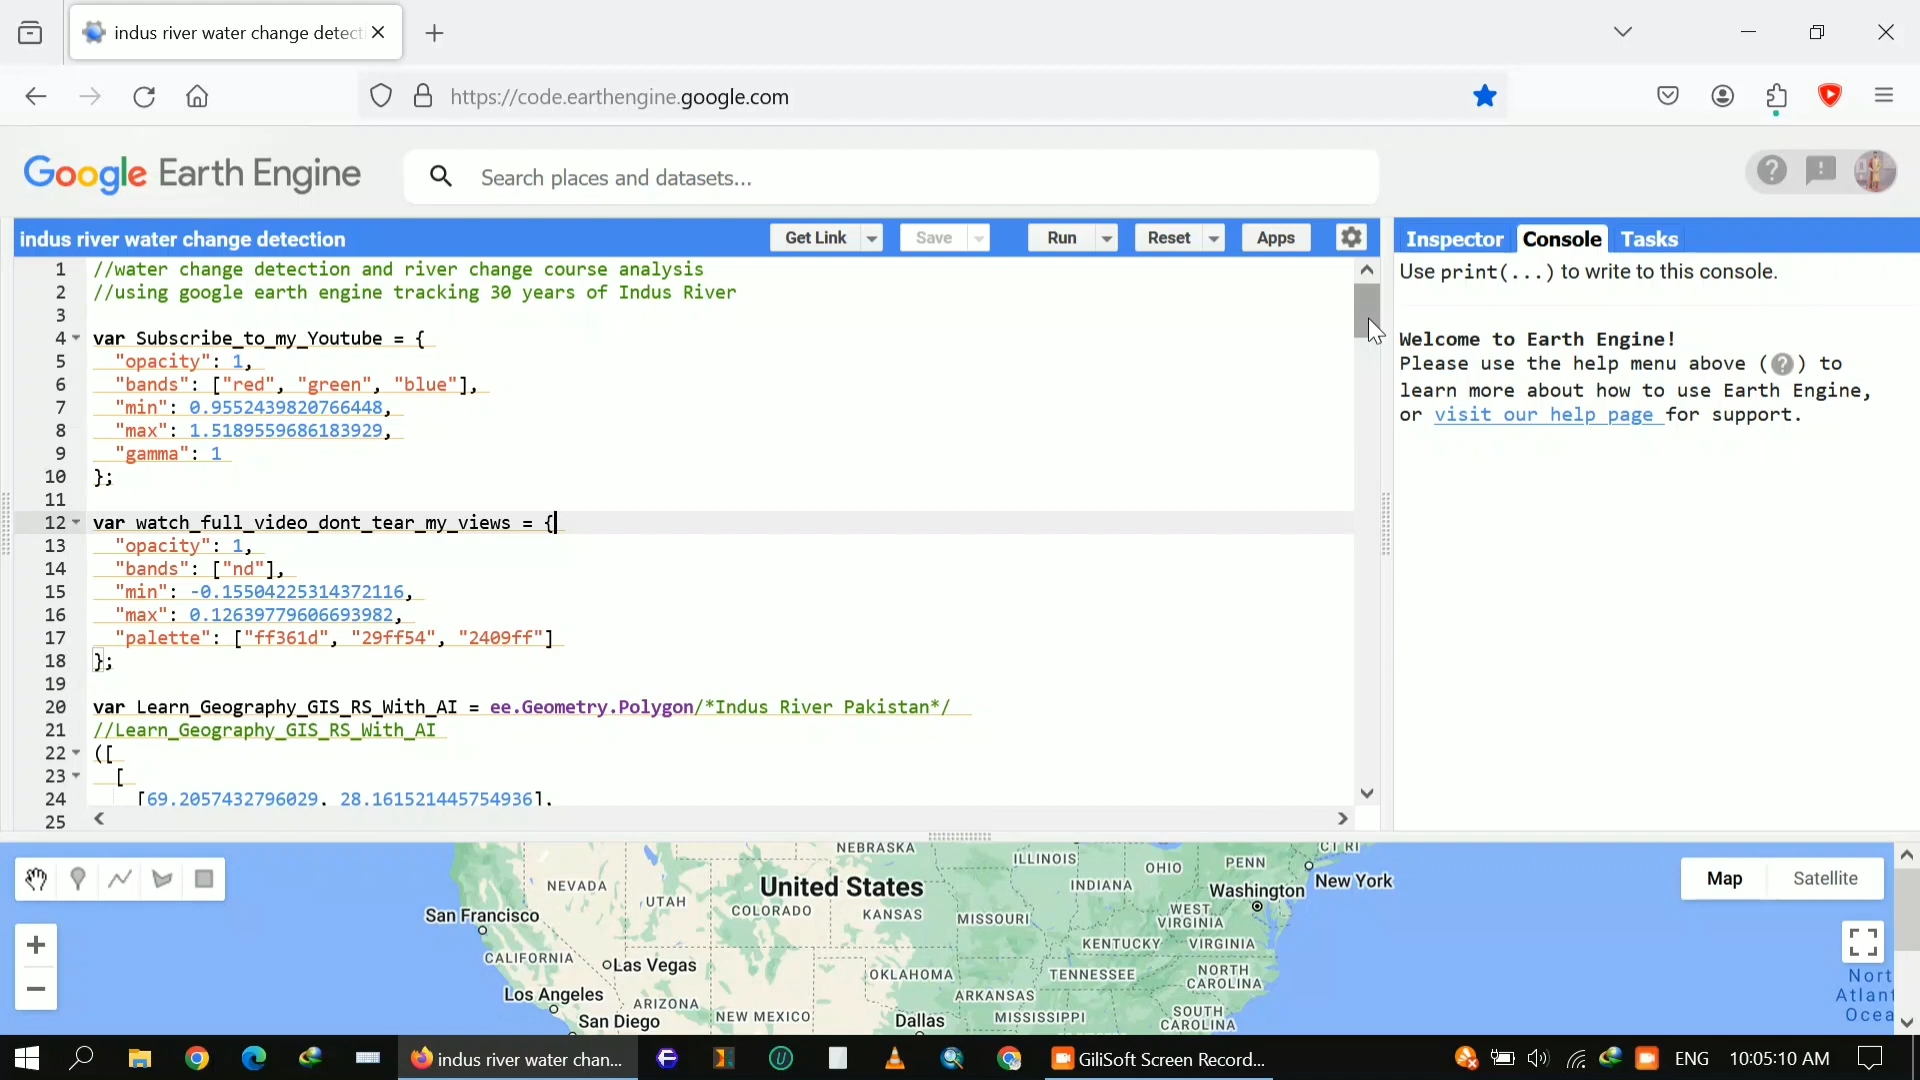 indus river water change detect
https://code.earthengine.google.com
Google Earth Engine
Search places and datasets...
indus river water change detection
Get Link
Save
Run
Reset
Apps
Inspector
Console
Tasks
1 //water change detection and river change course analysis
2 //using google earth engine tracking 30 years of Indus River
3
4 var Subscribe_to_my_Youtube = {
5 "opacity": 1,
6 "bands": ["red", "green", "blue"],
7 "min": 0.9552439820766448,
8 "max": 1.5189559686183929,
9 "gamma": 1
10 };
11
12 var watch_full_video_dont_tear_my_views = {
13 "opacity": 1,
14 "bands": ["nd"],
15 "min": -0.15504225314372116,
16 "max": 0.12639779606693982,
17 "palette": ["ff361d", "29ff54", "2409ff"]
18 };
19
20 var Learn_Geography_GIS_RS_With_AI = ee.Geometry.Polygon/*Indus River Pakistan*/
21 //Learn_Geography_GIS_RS_With_AI
22 ([
23 [
24 [69.2057432796029, 28.161521445754936],
25
Use print(...) to write to this console.
Welcome to Earth Engine!
Please use the help menu above (?) to
learn more about how to use Earth Engine,
or visit our help page for support.
NEBRASKA
ILLINOIS
OHIO
PENN
New York
NEVADA
UTAH
United States
COLORADO
KANSAS
MISSOURI
INDIANA
Washington
WEST
VIRGINIA
San Francisco
KENTUCKY
VIRGINIA
CALIFORNIA
Las Vegas
OKLAHOMA
TENNESSEE
NORTH
CAROLINA
Los Angeles
ARIZONA
NEW MEXICO
ARKANSAS
MISSISSIPPI
SOUTH
CAROLINA
San Diego
Dallas
Map
Satellite
Nort
Atlant
Ocea
indus river water chan...
GiliSoft Screen Record...
ENG
10:05:10 AM